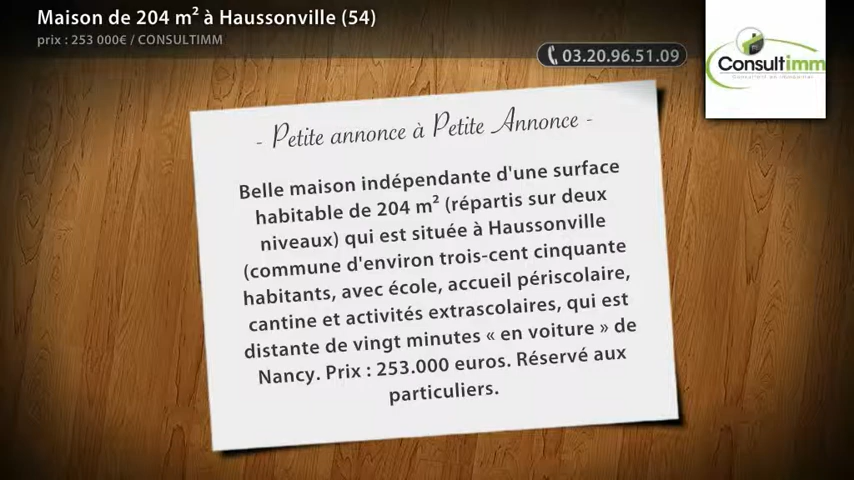 Maison de 204 m² à Haussonville (54)
prix : 253 000€ / CONSULTIMM
03.20.96.51.09
Consultimm
- Petite annonce à Petite Annonce -
Belle maison indépendante d'une surface
habitable de 204 m² (répartis sur deux
niveaux) qui est située à Haussonville
(commune d'environ trois-cent cinquante
habitants, avec école, accueil périscolaire,
cantine et activités extrascolaires, qui est
distante de vingt minutes « en voiture » de
Nancy. Prix : 253.000 euros. Réservé aux
particuliers.